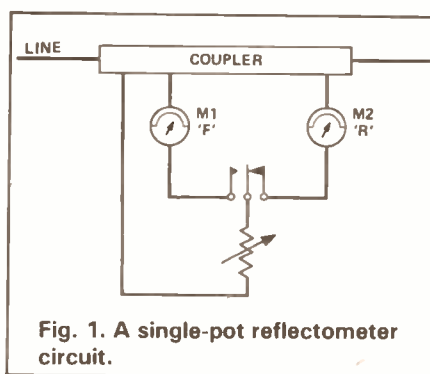 LINE
COUPLER
M1
'F'
M2
'R'
Fig. 1. A single-pot reflectometer
circuit.